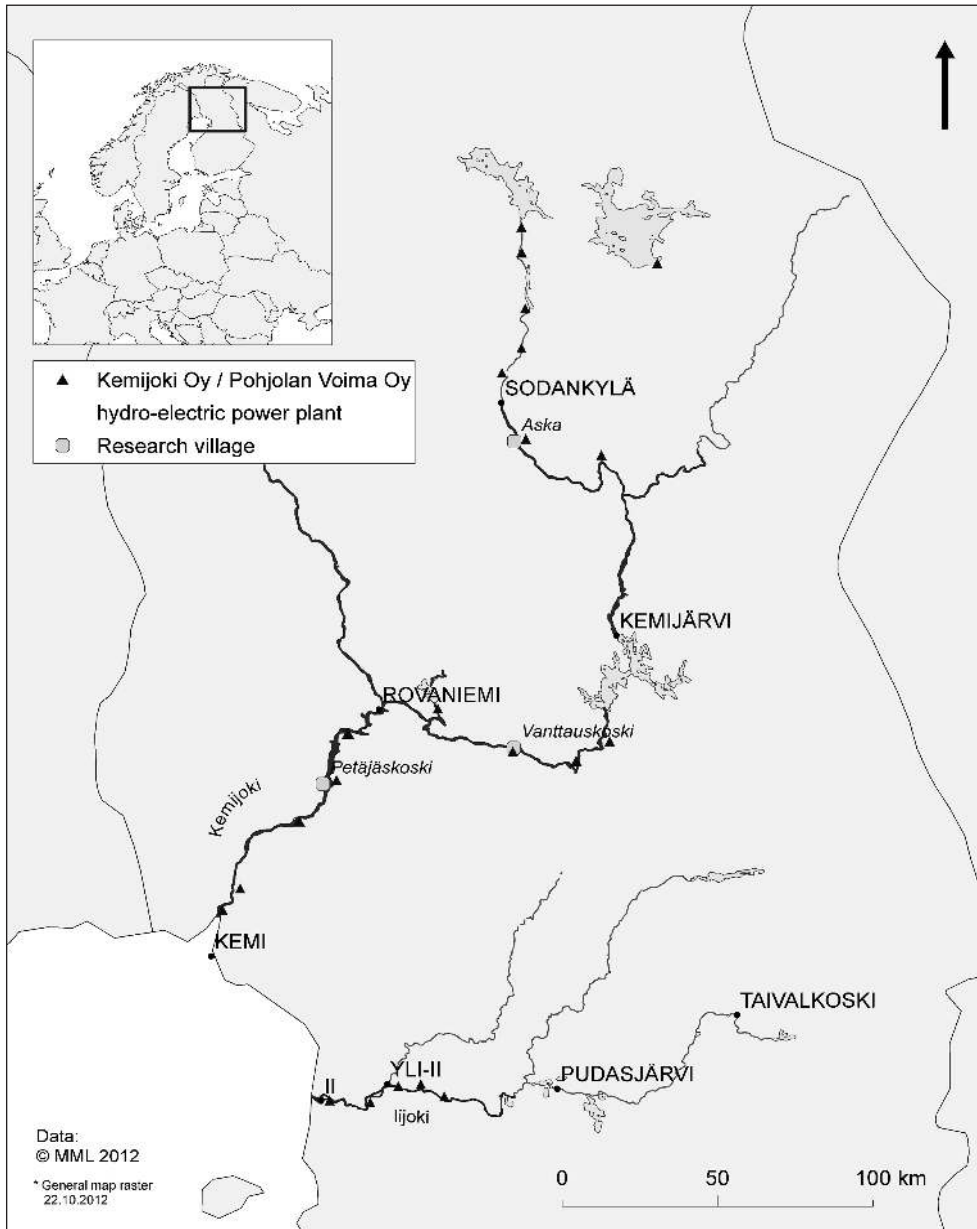 Kemijoki Oy / Pohjolan Voima Oy
hydro-electric power plant
Research village
SODANKYLÄ
Aska
KEMIJÄRVI
ROVANIEMI
Vanttauskoski
Petäjäskoski
Kemijoki
KEMI
TAIVALKOSKI
YLI-II
PUDASJÄRVI
II
Iijoki
Data:
© MML 2012
* General map raster
22.10.2012
0 50 100 km